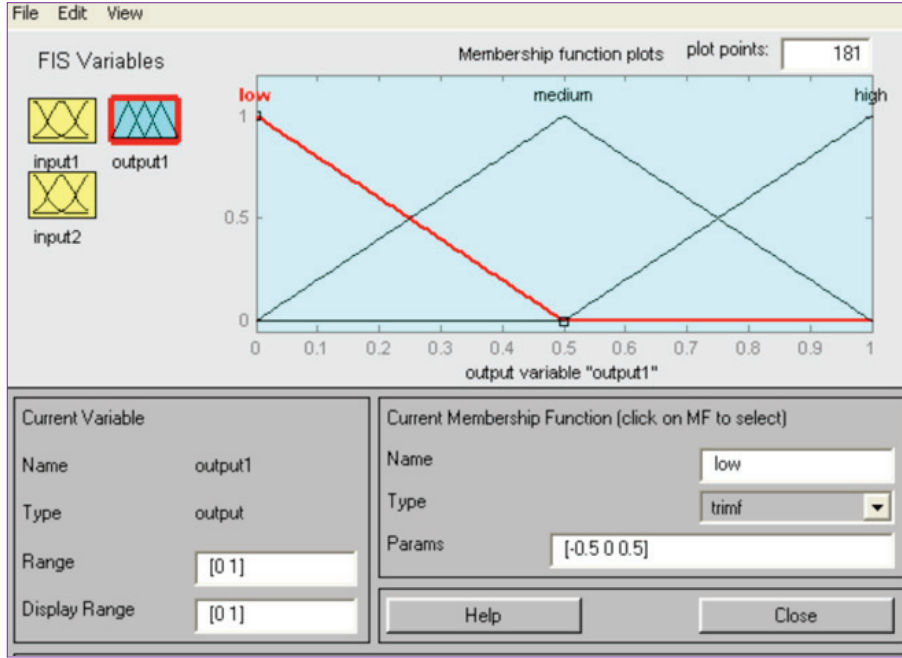 File Edit View
FIS Variables
Membership function plots
plot points:
181
input1
output1
input2
low
medium
high
1
0.5
0
0 0.1 0.2 0.3 0.4 0.5 0.6 0.7 0.8 0.9 1
output variable "output1"
Current Variable
Name output1
Type output
Range [0 1]
Display Range [0 1]
Current Membership Function (click on MF to select)
Name low
Type trimf
Params [-0.5 0 0.5]
Help
Close